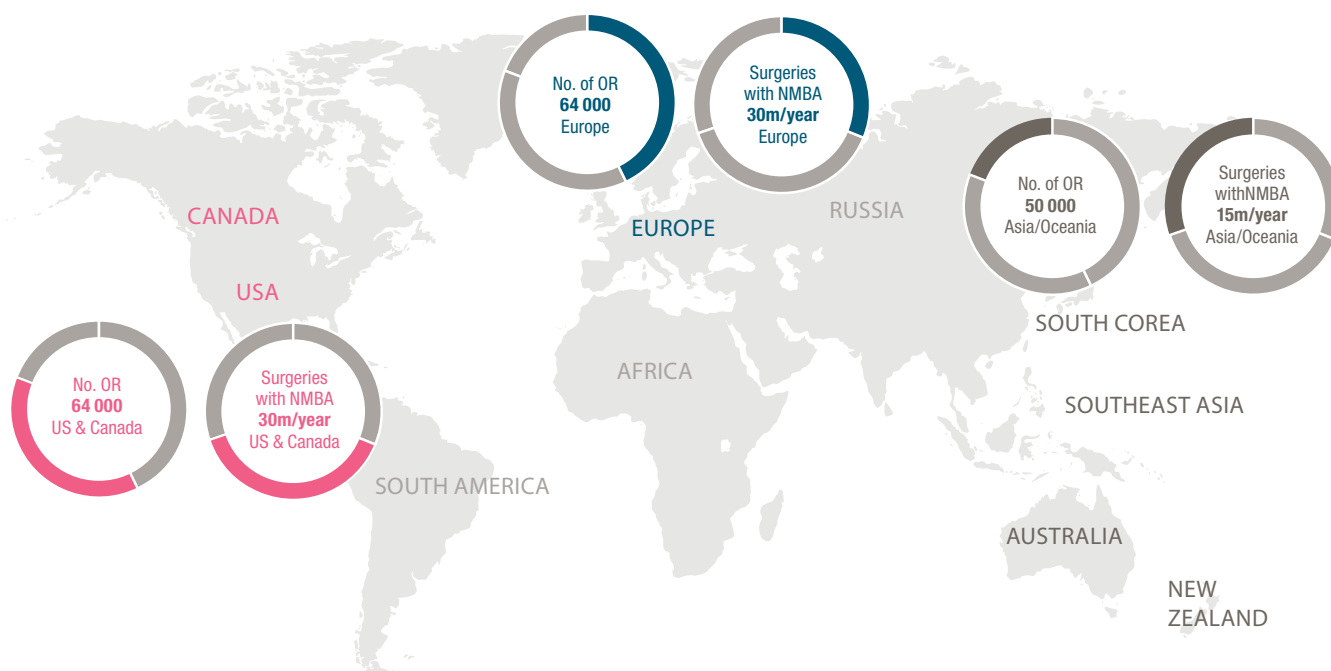 No. of OR
64 000
Europe
Surgeries
with NMBA
30m/year
Europe
No. of OR
50 000
Asia/Oceania
Surgeries
withNMBA
15m/year
Asia/Oceania
CANADA
EUROPE
RUSSIA
USA
SOUTH COREA
No. OR
64 000
US & Canada
Surgeries
with NMBA
30m/year
US & Canada
AFRICA
SOUTHEAST ASIA
SOUTH AMERICA
AUSTRALIA
NEW
ZEALAND